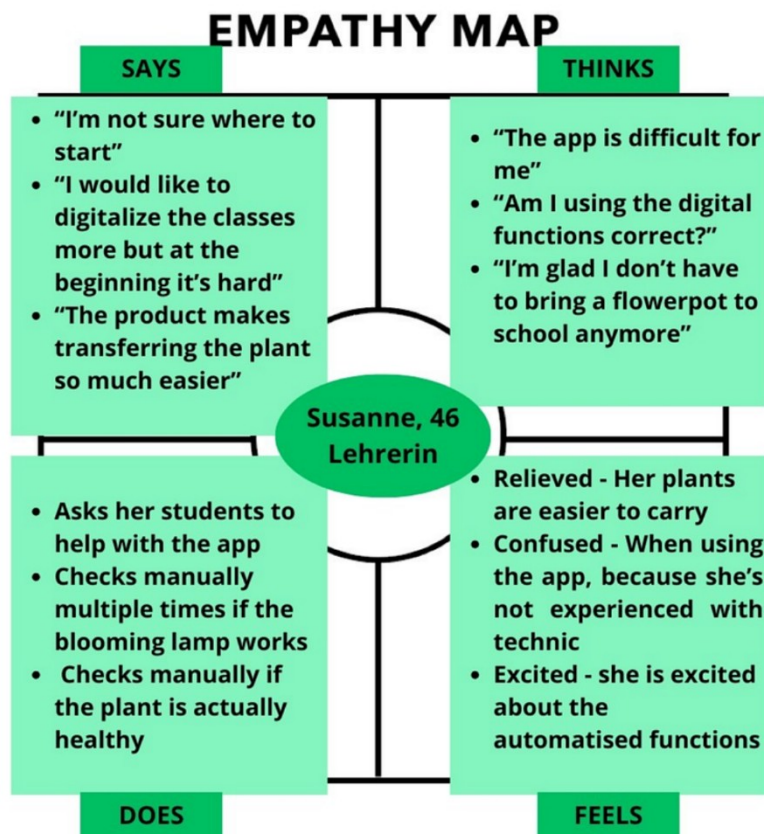 EMPATHY MAP
SAYS
• “I’m not sure where to
start”
• “I would like to
digitalize the classes
more but at the
beginning it’s hard”
• “The product makes
transferring the plant
so much easier”
THINKS
• “The app is difficult for
me”
• “Am I using the digital
functions correct?”
• “I’m glad I don’t have
to bring a flowerpot to
school anymore”
Susanne, 46
Lehrerin
• Asks her students to
help with the app
• Checks manually
multiple times if the
blooming lamp works
• Checks manually if
the plant is actually
healthy
DOES
• Relieved - Her plants
are easier to carry
• Confused - When using
the app, because she’s
not experienced with
technic
• Excited - she is excited
about the
automatised functions
FEELS